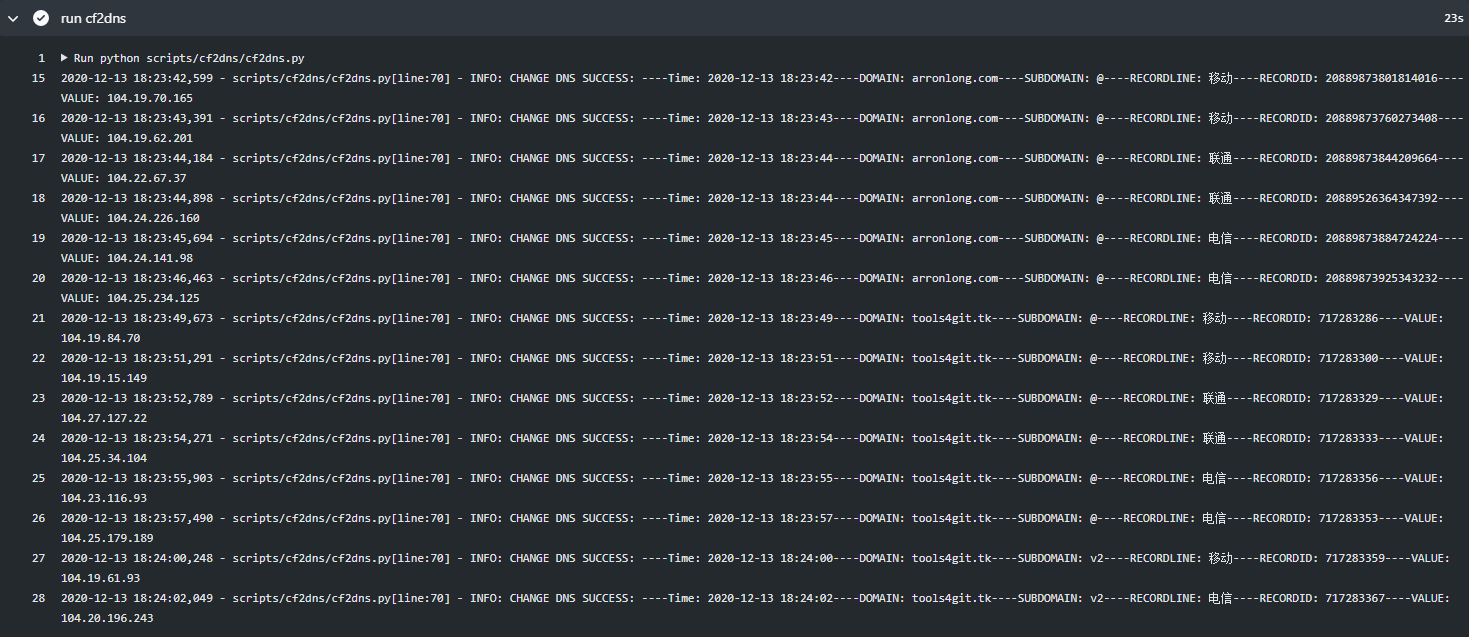 run cf2dns
23s
1 Run python scripts/cf2dns/cf2dns.py
15 2020-12-13 18:23:42,599 - scripts/cf2dns/cf2dns.py[line:70] - INFO: CHANGE DNS SUCCESS: ----Time: 2020-12-13 18:23:42----DOMAIN: arronlong.com----SUBDOMAIN: @----RECORDLINE: 移动----RECORDID: 20889873801814016----
VALUE: 104.19.70.165
16 2020-12-13 18:23:43,391 - scripts/cf2dns/cf2dns.py[line:70] - INFO: CHANGE DNS SUCCESS: ----Time: 2020-12-13 18:23:43----DOMAIN: arronlong.com----SUBDOMAIN: @----RECORDLINE: 移动----RECORDID: 20889873760273408----
VALUE: 104.19.62.201
17 2020-12-13 18:23:44,184 - scripts/cf2dns/cf2dns.py[line:70] - INFO: CHANGE DNS SUCCESS: ----Time: 2020-12-13 18:23:44----DOMAIN: arronlong.com----SUBDOMAIN: @----RECORDLINE: 联通----RECORDID: 20889873844209664----
VALUE: 104.22.67.37
18 2020-12-13 18:23:44,898 - scripts/cf2dns/cf2dns.py[line:70] - INFO: CHANGE DNS SUCCESS: ----Time: 2020-12-13 18:23:44----DOMAIN: arronlong.com----SUBDOMAIN: @----RECORDLINE: 联通----RECORDID: 20889526364347392----
VALUE: 104.24.226.160
19 2020-12-13 18:23:45,694 - scripts/cf2dns/cf2dns.py[line:70] - INFO: CHANGE DNS SUCCESS: ----Time: 2020-12-13 18:23:45----DOMAIN: arronlong.com----SUBDOMAIN: @----RECORDLINE: 电信----RECORDID: 20889873884724224----
VALUE: 104.24.141.98
20 2020-12-13 18:23:46,463 - scripts/cf2dns/cf2dns.py[line:70] - INFO: CHANGE DNS SUCCESS: ----Time: 2020-12-13 18:23:46----DOMAIN: arronlong.com----SUBDOMAIN: @----RECORDLINE: 电信----RECORDID: 20889873925343232----
VALUE: 104.25.234.125
21 2020-12-13 18:23:49,673 - scripts/cf2dns/cf2dns.py[line:70] - INFO: CHANGE DNS SUCCESS: ----Time: 2020-12-13 18:23:49----DOMAIN: tools4git.tk----SUBDOMAIN: @----RECORDLINE: 移动----RECORDID: 717283286----VALUE:
104.19.84.70
22 2020-12-13 18:23:51,291 - scripts/cf2dns/cf2dns.py[line:70] - INFO: CHANGE DNS SUCCESS: ----Time: 2020-12-13 18:23:51----DOMAIN: tools4git.tk----SUBDOMAIN: @----RECORDLINE: 移动----RECORDID: 717283300----VALUE:
104.19.15.149
23 2020-12-13 18:23:52,789 - scripts/cf2dns/cf2dns.py[line:70] - INFO: CHANGE DNS SUCCESS: ----Time: 2020-12-13 18:23:52----DOMAIN: tools4git.tk----SUBDOMAIN: @----RECORDLINE: 联通----RECORDID: 717283329----VALUE:
104.27.127.22
24 2020-12-13 18:23:54,271 - scripts/cf2dns/cf2dns.py[line:70] - INFO: CHANGE DNS SUCCESS: ----Time: 2020-12-13 18:23:54----DOMAIN: tools4git.tk----SUBDOMAIN: @----RECORDLINE: 联通----RECORDID: 717283333----VALUE:
104.25.34.104
25 2020-12-13 18:23:55,903 - scripts/cf2dns/cf2dns.py[line:70] - INFO: CHANGE DNS SUCCESS: ----Time: 2020-12-13 18:23:55----DOMAIN: tools4git.tk----SUBDOMAIN: @----RECORDLINE: 电信----RECORDID: 717283356----VALUE:
104.23.116.93
26 2020-12-13 18:23:57,490 - scripts/cf2dns/cf2dns.py[line:70] - INFO: CHANGE DNS SUCCESS: ----Time: 2020-12-13 18:23:57----DOMAIN: tools4git.tk----SUBDOMAIN: @----RECORDLINE: 电信----RECORDID: 717283353----VALUE:
104.25.179.189
27 2020-12-13 18:24:00,248 - scripts/cf2dns/cf2dns.py[line:70] - INFO: CHANGE DNS SUCCESS: ----Time: 2020-12-13 18:24:00----DOMAIN: tools4git.tk----SUBDOMAIN: v2----RECORDLINE: 移动----RECORDID: 717283359----VALUE:
104.19.61.93
28 2020-12-13 18:24:02,049 - scripts/cf2dns/cf2dns.py[line:70] - INFO: CHANGE DNS SUCCESS: ----Time: 2020-12-13 18:24:02----DOMAIN: tools4git.tk----SUBDOMAIN: v2----RECORDLINE: 电信----RECORDID: 717283367----VALUE:
104.20.196.243